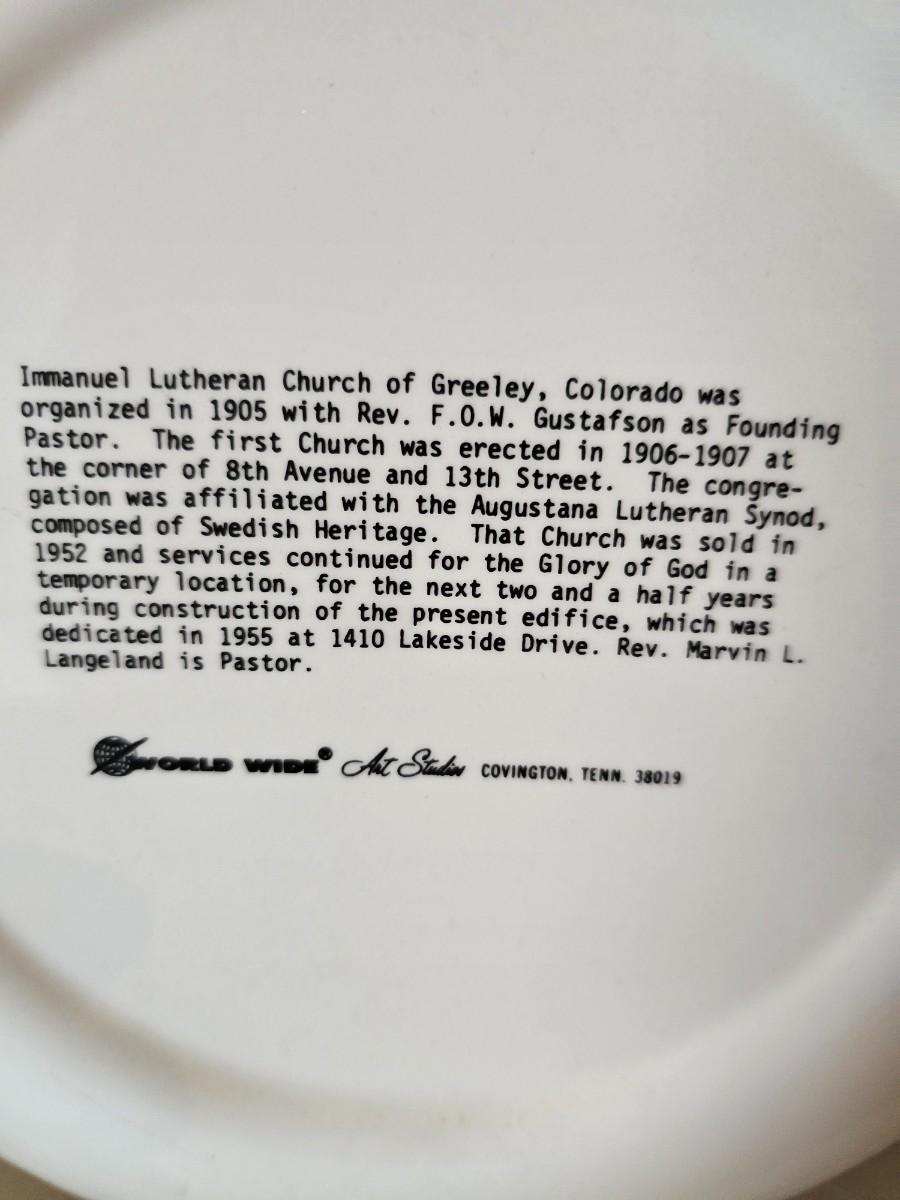 Immanuel Lutheran Church of Greeley, Colorado was
organized in 1905 with Rev. F.O.W. Gustafson as Founding
Pastor.  The first Church was erected in 1906-1907 at
the corner of 8th Avenue and 13th Street.  The congre-
gation was affiliated with the Augustana Lutheran Synod,
composed of Swedish Heritage.  That Church was sold in
1952 and services continued for the Glory of God in a
temporary location, for the next two and a half years
during construction of the present edifice, which was
dedicated in 1955 at 1410 Lakeside Drive. Rev. Marvin L.
Langeland is Pastor.
WORLD WIDE® Art Studios COVINGTON, TENN. 38019